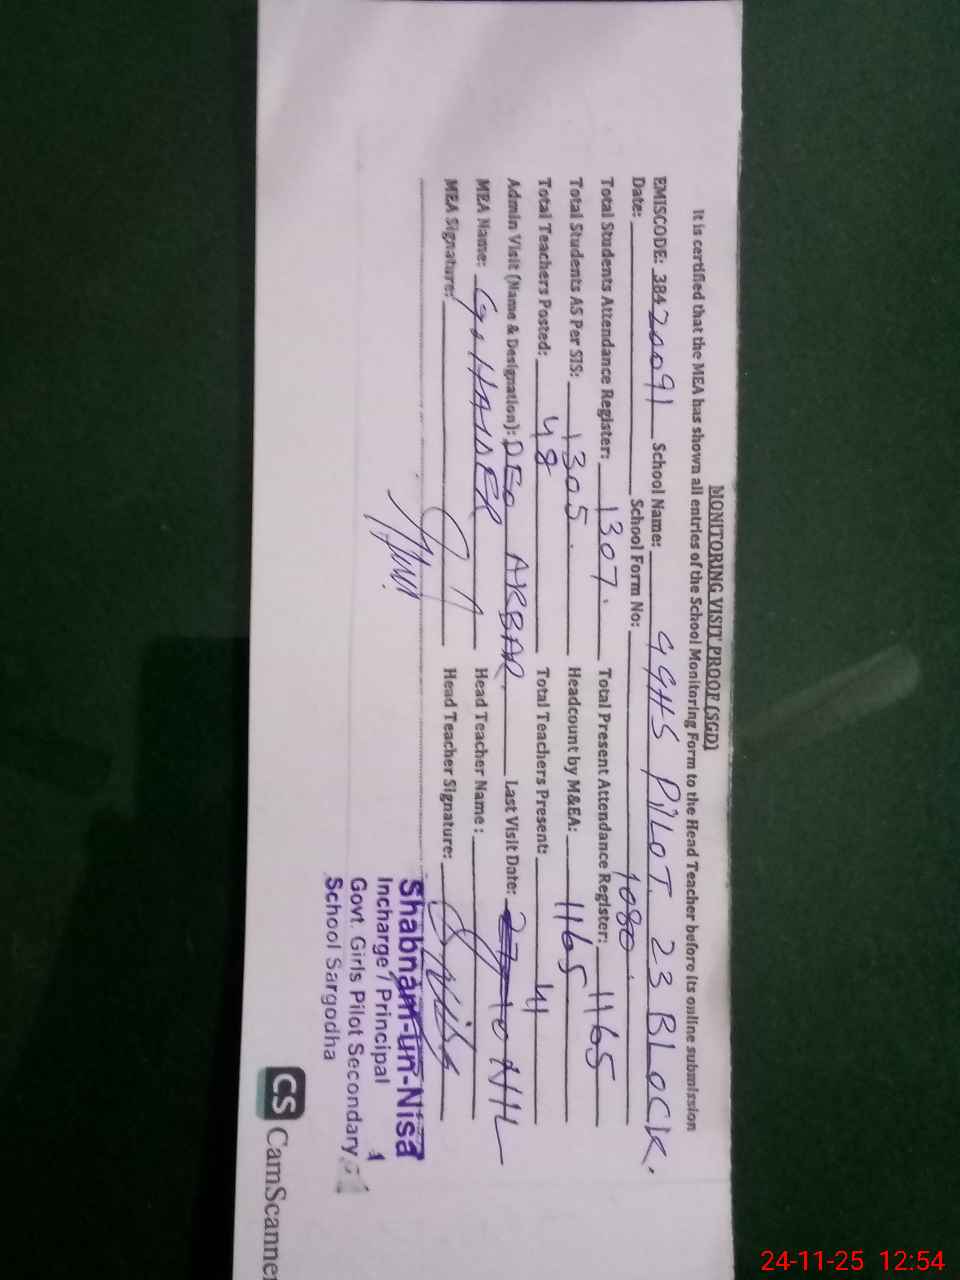 MONITORING VISIT PROOF (SGD)
It is certified that the MEA has shown all entries of the School Monitoring Form to the Head Teacher before its online submission
EMISCODE: 38420091 School Name: GGHS PILOT 23 BLOCK.
Date: School Form No: 1080.
Total Students Attendance Register: 1307. Total Present Attendance Register: 1165
Total Students AS Per SIS: 1305. Headcount by M&EA: 1165
Total Teachers Posted: 48 Total Teachers Present: 41
Admin Visit (Name & Designation): DEO AKBAR. Last Visit Date: NIL
MEA Name: Head Teacher Name:
MEA Signature: Head Teacher Signature:
Shabnam-un-Nisa
Incharge / Principal
Govt. Girls Pilot Secondary
School Sargodha
CS CamScanner
24-11-25 12:54